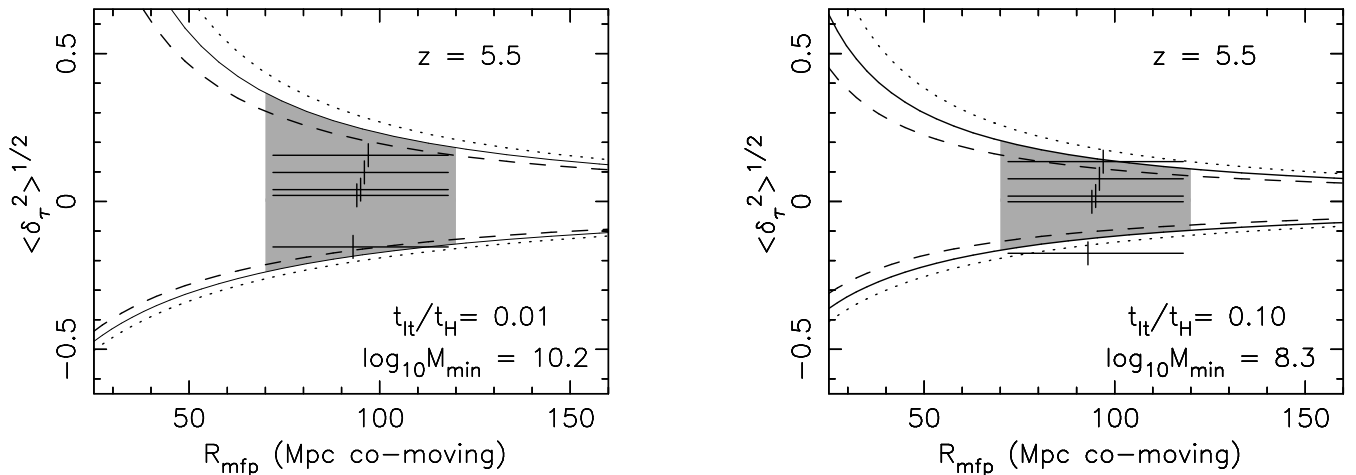 z = 5.5
0.5
0
−0.5
<δτ²>1/2
tlt/tH= 0.01
log10Mmin = 10.2
50
100
150
Rmfp (Mpc co−moving)
z = 5.5
0.5
0
−0.5
<δτ²>1/2
tlt/tH= 0.10
log10Mmin = 8.3
50
100
150
Rmfp (Mpc co−moving)